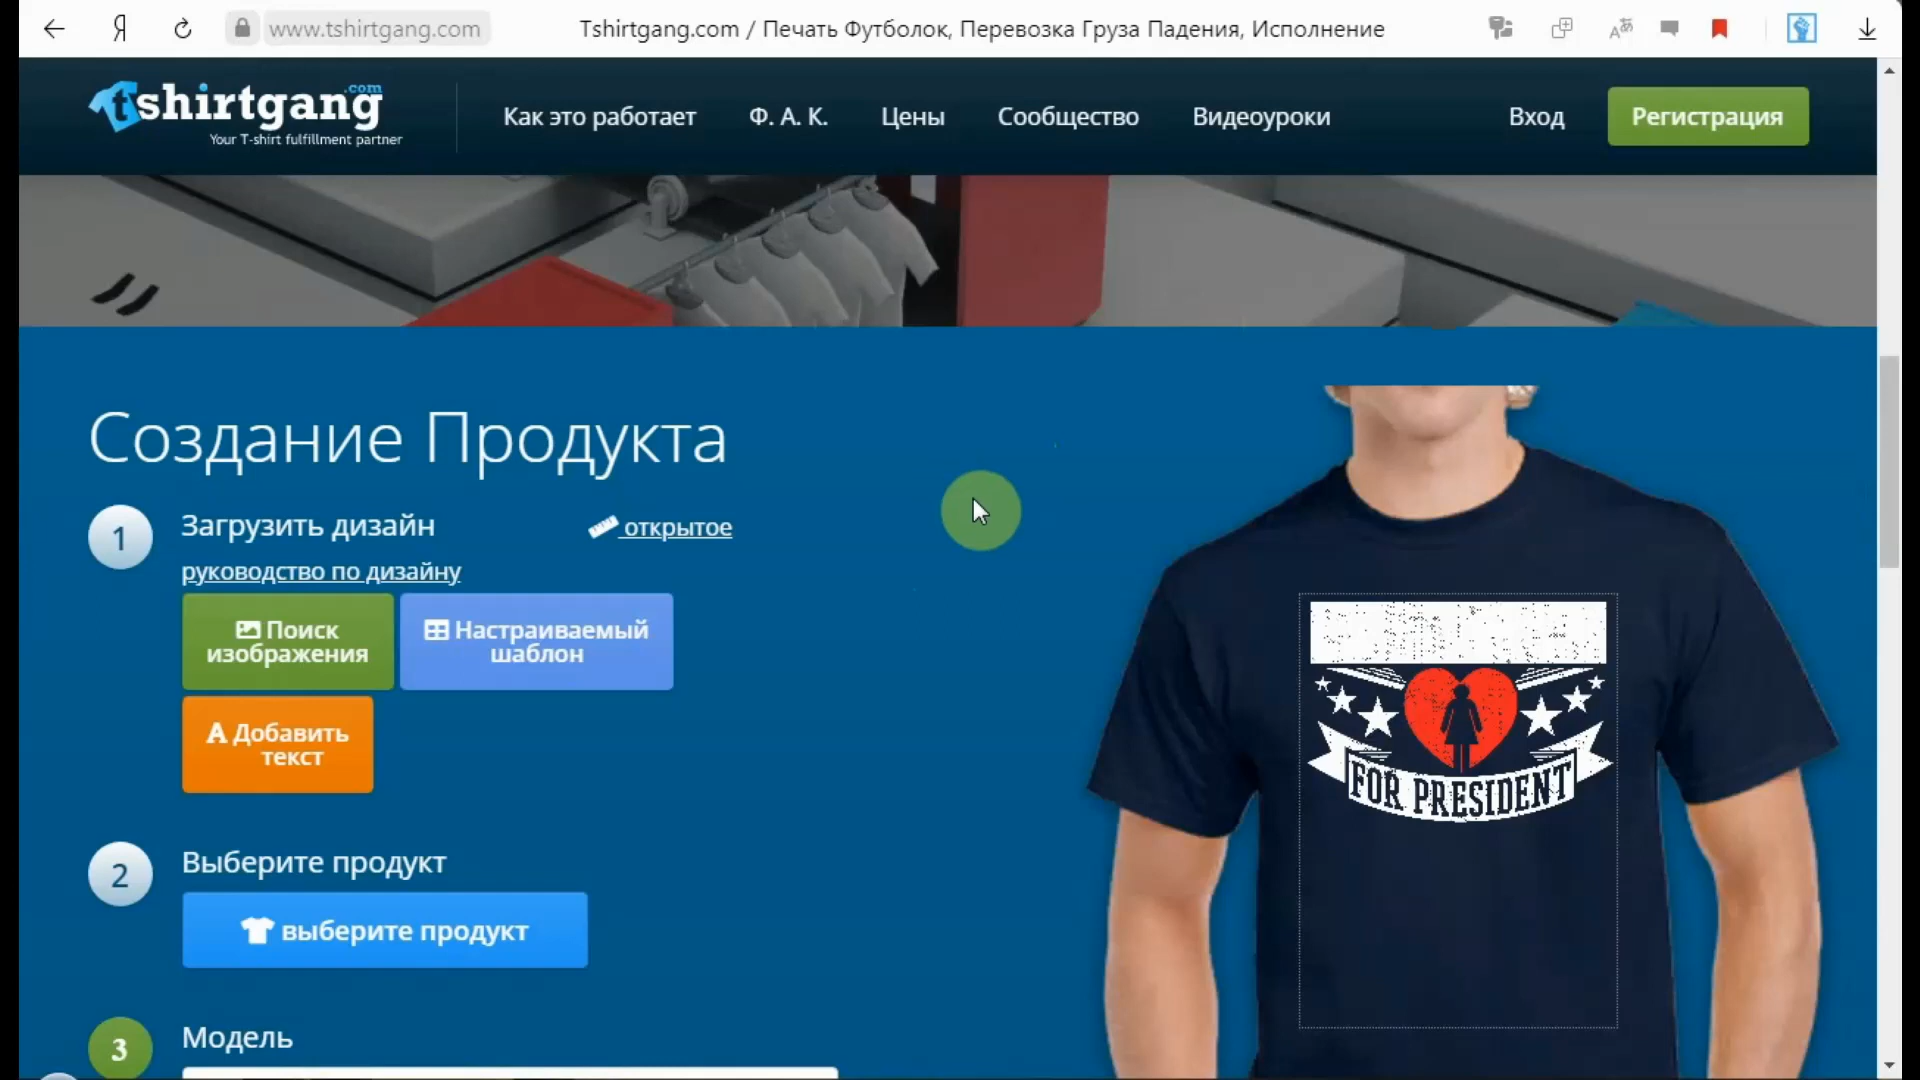 www.tshirtgang.com
Tshirtgang.com / Печать Футболок, Перевозка Груза Падения, Исполнение
tshirtgang.com
Your T-shirt fulfillment partner
Как это работает
Ф. А. К.
Цены
Сообщество
Видеоуроки
Вход
Регистрация
Создание Продукта
1
Загрузить дизайн
открытое
руководство по дизайну
Поиск
изображения
Настраиваемый
шаблон
A Добавить
текст
FOR PRESIDENT
2
Выберите продукт
выберите продукт
3
Модель